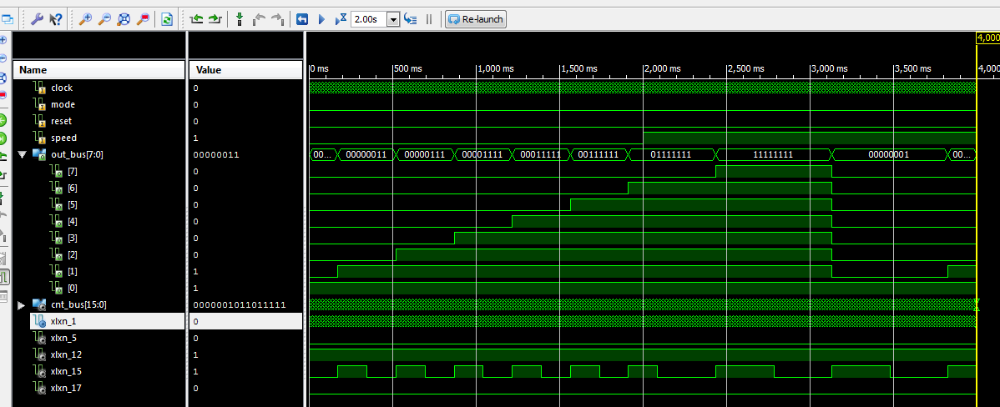 2.00s Re-launch
4,000
Name Value 0 ms 500 ms 1,000 ms 1,500 ms 2,000 ms 2,500 ms 3,000 ms 3,500 ms 4,000
clock 0
mode 0
reset 0
speed 1
out_bus[7:0] 00000011 00... 00000011 00000111 00001111 00011111 00111111 01111111 11111111 00000001 00...
[7] 0
[6] 0
[5] 0
[4] 0
[3] 0
[2] 0
[1] 1
[0] 1
cnt_bus[15:0] 0000001011011111
xlxn_1 0
xlxn_5 0
xlxn_12 1
xlxn_15 1
xlxn_17 0